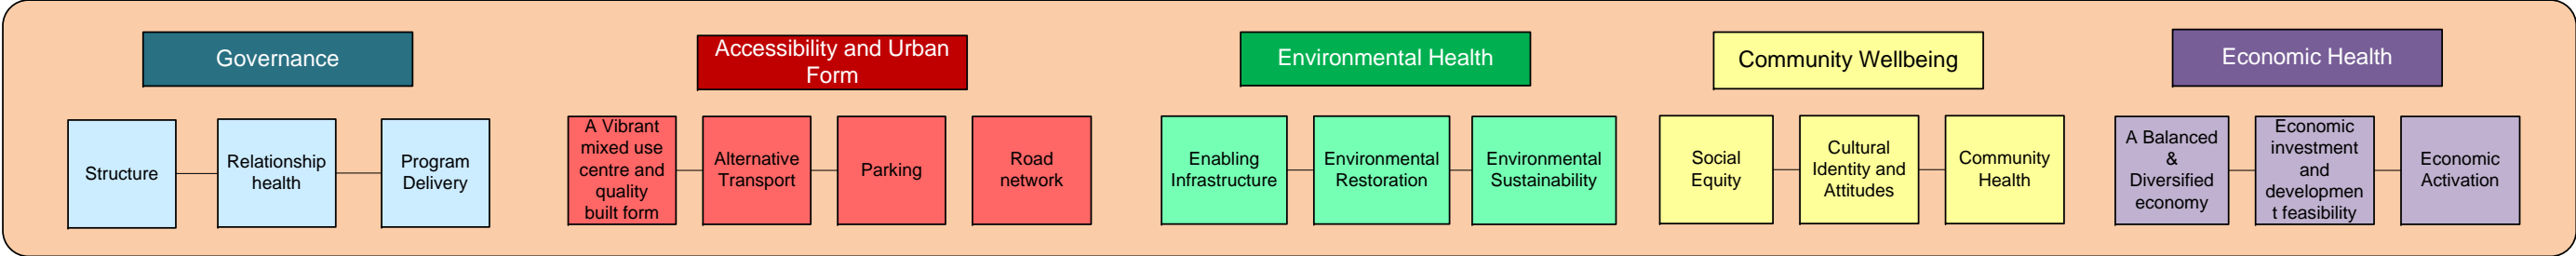 Governance
Accessibility and Urban
Form
Environmental Health
Community Wellbeing
Economic Health
Structure
Relationship
health
Program
Delivery
A Vibrant
mixed use
centre and
quality
built form
Alternative
Transport
Parking
Road
network
Enabling
Infrastructure
Environmental
Restoration
Environmental
Sustainability
Social
Equity
Cultural
Identity and
Attitudes
Community
Health
A Balanced
&
Diversified
economy
Economic
investment
and
developmen
t feasibility
Economic
Activation